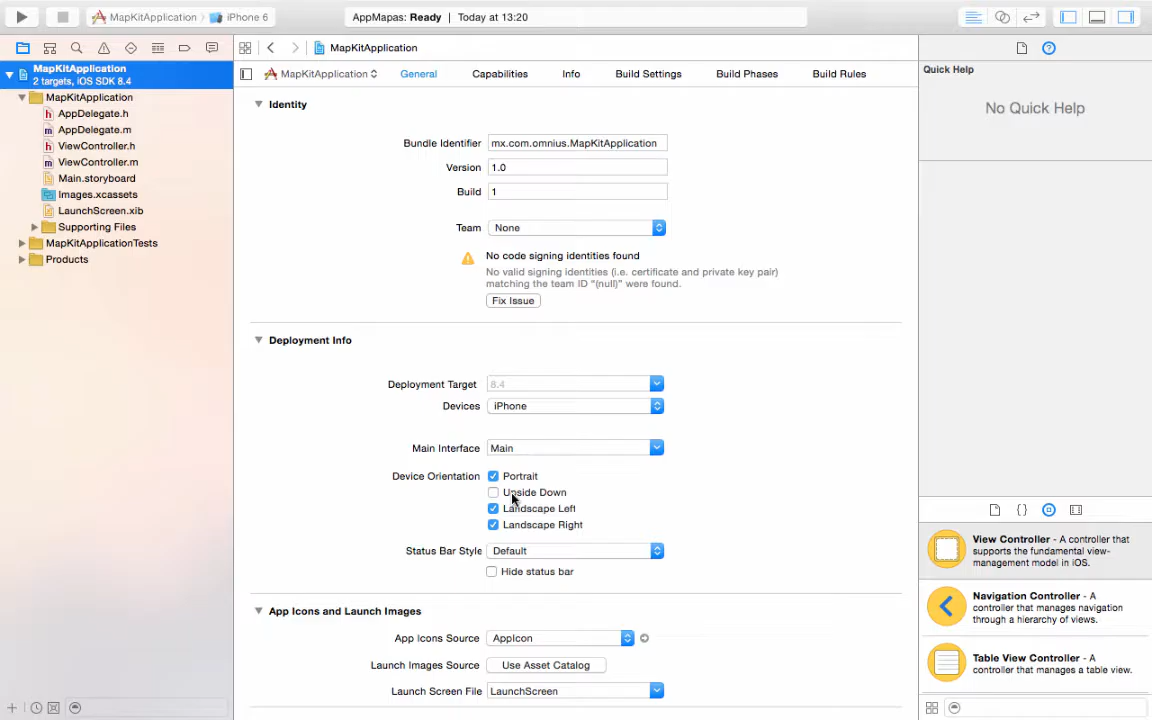 MapKitApplication
iPhone 6
AppMapas: Ready | Today at 13:20
MapKitApplication
2 targets, iOS SDK 8.4
MapKitApplication
AppDelegate.h
AppDelegate.m
ViewController.h
ViewController.m
Main.storyboard
Images.xcassets
LaunchScreen.xib
Supporting Files
MapKitApplicationTests
Products
MapKitApplication
MapKitApplication
General
Capabilities
Info
Build Settings
Build Phases
Build Rules
Identity
Bundle Identifier mx.com.omnius.MapKitApplication
Version 1.0
Build 1
Team None
No code signing identities found
No valid signing identities (i.e. certificate and private key pair)
matching the team ID "(null)" were found.
Fix Issue
Deployment Info
Deployment Target 8.4
Devices iPhone
Main Interface Main
Device Orientation Portrait
Upside Down
Landscape Left
Landscape Right
Status Bar Style Default
Hide status bar
App Icons and Launch Images
App Icons Source AppIcon
Launch Images Source Use Asset Catalog
Launch Screen File LaunchScreen
Quick Help
No Quick Help
View Controller - A controller that
supports the fundamental view-
management model in iOS.
Navigation Controller - A
controller that manages navigation
through a hierarchy of views.
Table View Controller - A
controller that manages a table view.